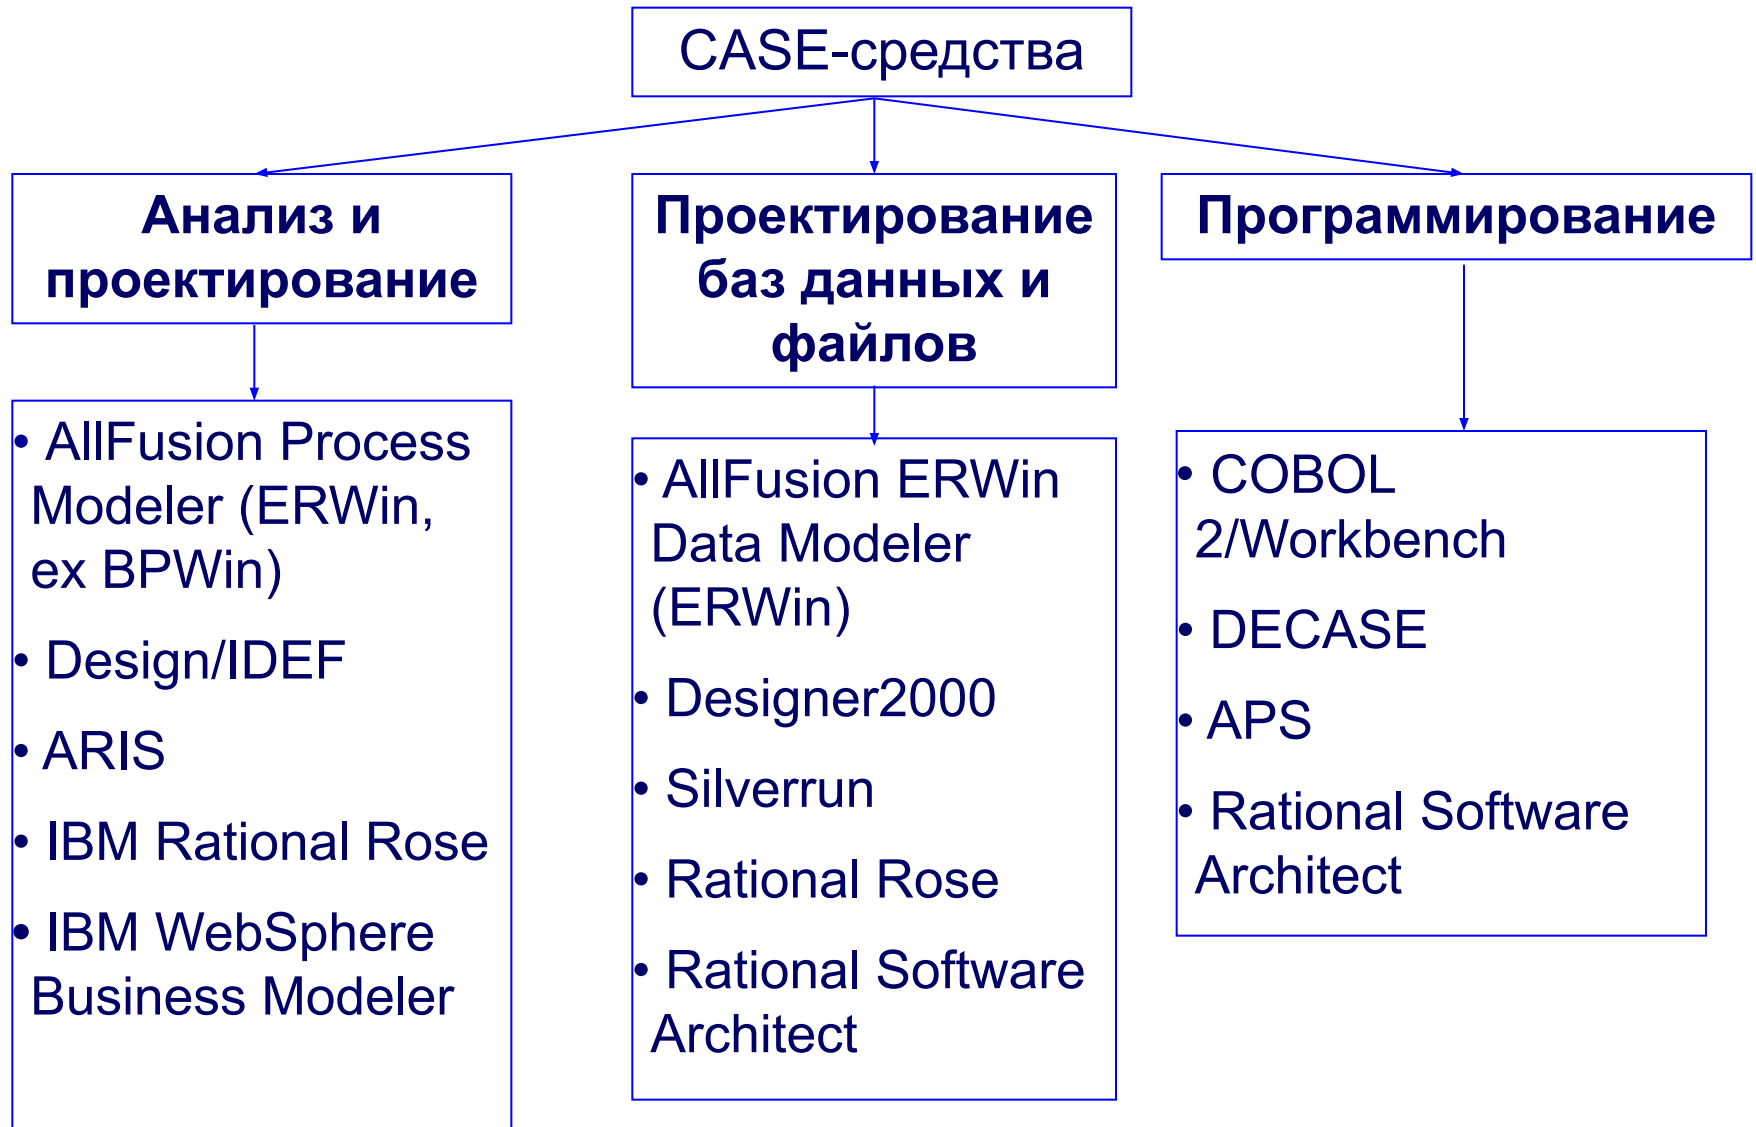 CASE-средства
Анализ и
проектирование
• AllFusion Process
Modeler (ERWin,
ex BPWin)
• Design/IDEF
• ARIS
• IBM Rational Rose
• IBM WebSphere
Business Modeler
Проектирование
баз данных и
файлов
• AllFusion ERWin
Data Modeler
(ERWin)
• Designer2000
• Silverrun
• Rational Rose
• Rational Software
Architect
Программирование
• COBOL
2/Workbench
• DECASE
• APS
• Rational Software
Architect